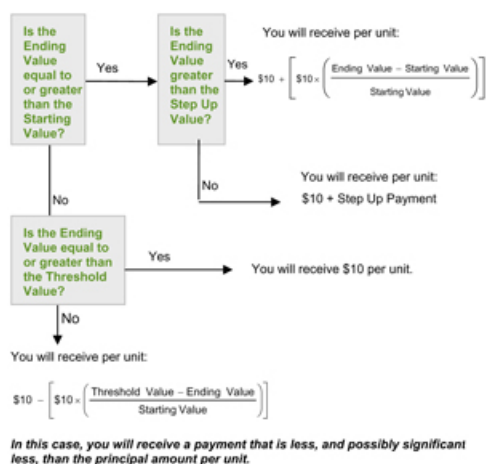 Is the
Ending
Value
equal to
or greater
than the
Starting
Value?
Yes
Is the
Ending
Value
greater
than the
Step Up
Value?
Yes
You will receive per unit:
$10 + [ $10 × ( Ending Value – Starting Value
Starting Value ) ]
No
You will receive per unit:
$10 + Step Up Payment
No
Is the Ending
Value equal to
or greater than
the Threshold
Value?
Yes
You will receive $10 per unit.
No
You will receive per unit:
$10 – [ $10 × ( Threshold Value – Ending Value
Starting Value ) ]
In this case, you will receive a payment that is less, and possibly significant
less, than the principal amount per unit.